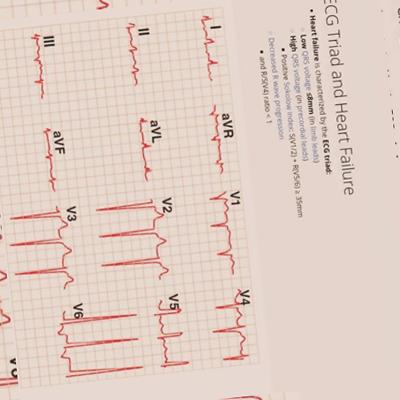 ECG Triad and Heart Failure
• Heart failure is characterized by the ECG triad:
○ Low QRS voltage ≤8mm (in limb leads)
○ High QRS voltage (in precordial leads)
• Positive Sokolow Index: S(V1/2) + R(V5/6) ≥ 35mm
○ Decreased R wave progression
• and R/S(V4) ratio < 1
I
aVR
V1
V4
II
aVL
V2
V5
III
aVF
V3
V6